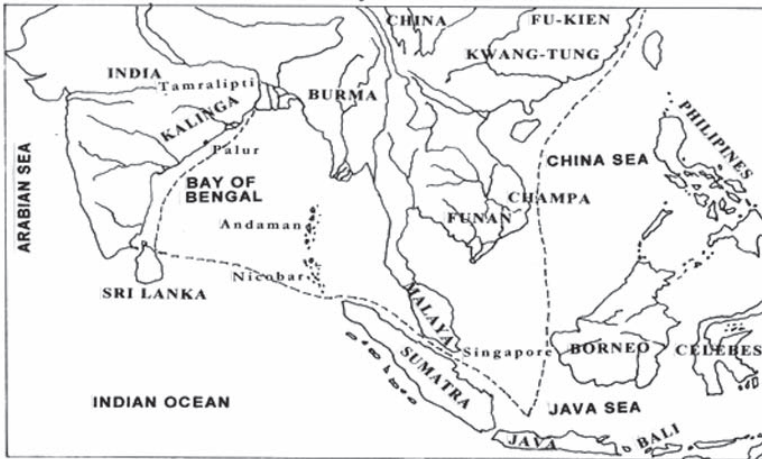 CHINA
FU-KIEN
KWANG-TUNG
INDIA
Tamralipti
BURMA
KALINGA
Palur
PHILIPINES
CHINA SEA
ARABIAN SEA
BAY OF
BENGAL
CHAMPA
FUNAN
Andaman
Nicobar
SRI LANKA
MALAYA
Singapore
BORNEO
CELEBES
SUMATRA
INDIAN OCEAN
JAVA SEA
JAVA
BALI